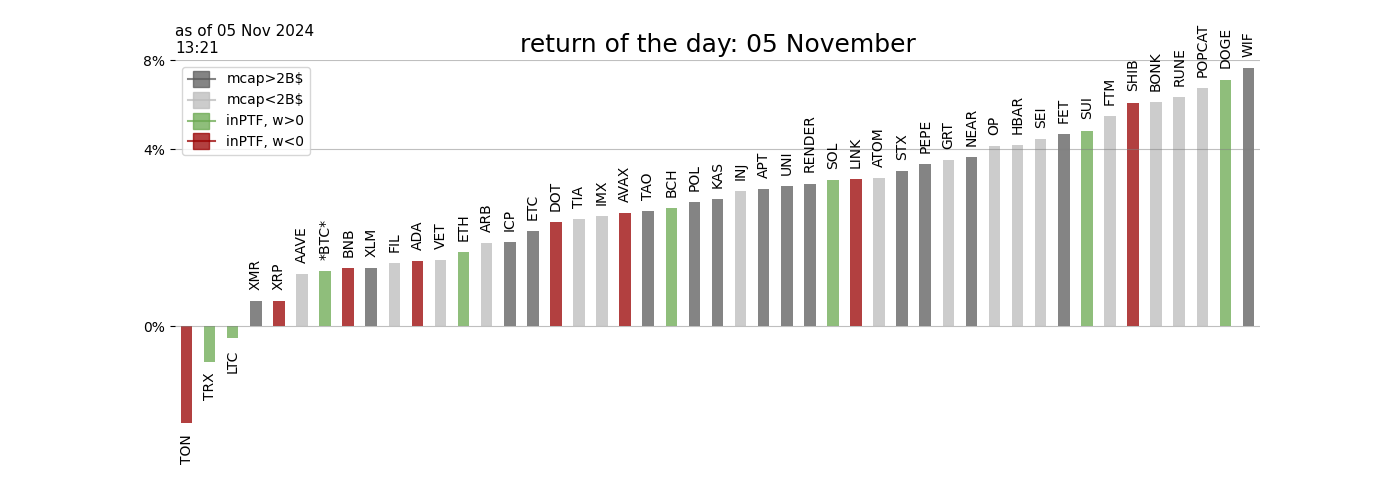 as of 05 Nov 2024
13:21
return of the day: 05 November
8%
4%
0%
mcap>2B$
mcap<2B$
inPTF, w>0
inPTF, w<0
TON
TRX
LTC
XMR
XRP
AAVE
*BTC*
BNB
XLM
FIL
ADA
VET
ETH
ARB
ICP
ETC
DOT
TIA
IMX
AVAX
TAO
BCH
POL
KAS
INJ
APT
UNI
RENDER
SOL
LINK
ATOM
STX
PEPE
GRT
NEAR
OP
HBAR
SEI
FET
SUI
FTM
SHIB
BONK
RUNE
POPCAT
DOGE
WIF